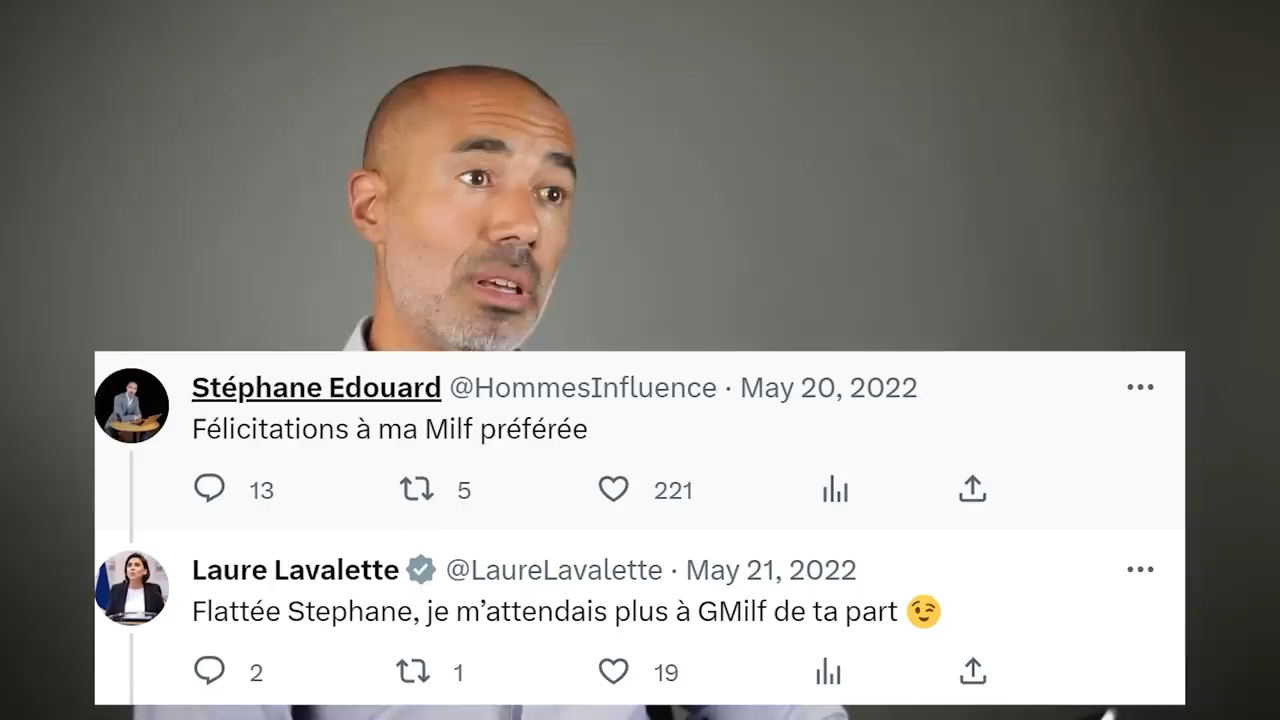 Stéphane Edouard @HommesInfluence · May 20, 2022
Félicitations à ma Milf préférée
13 5 221
Laure Lavalette @LaureLavalette · May 21, 2022
Flattée Stephane, je m’attendais plus à GMilf de ta part 😉
2 1 19